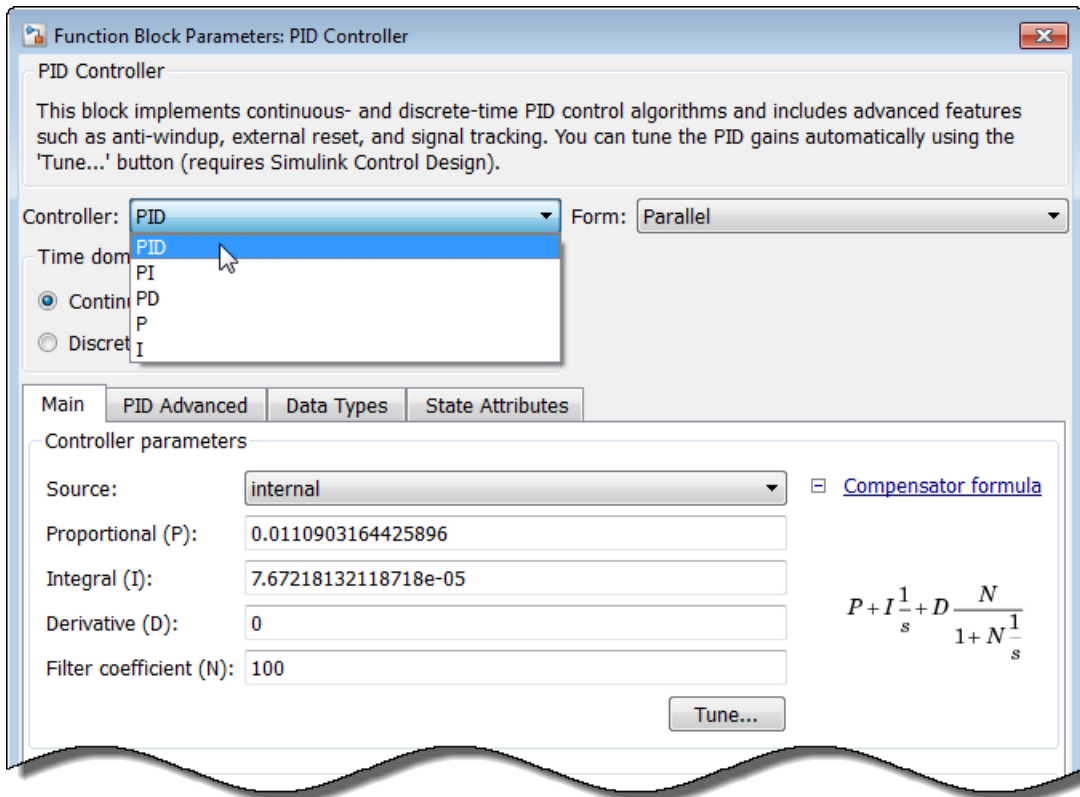 Function Block Parameters: PID Controller
PID Controller
This block implements continuous- and discrete-time PID control algorithms and includes advanced features
such as anti-windup, external reset, and signal tracking. You can tune the PID gains automatically using the
'Tune...' button (requires Simulink Control Design).
Controller: PID Form: Parallel
PID
Time dom
PI
Contin
PD
P
Discret
I
Main PID Advanced Data Types State Attributes
Controller parameters
Source: internal Compensator formula
Proportional (P): 0.0110903164425896
Integral (I): 7.67218132118718e-05
Derivative (D): 0
P+I 1/s + D N/(1+N 1/s)
Filter coefficient (N): 100
Tune...